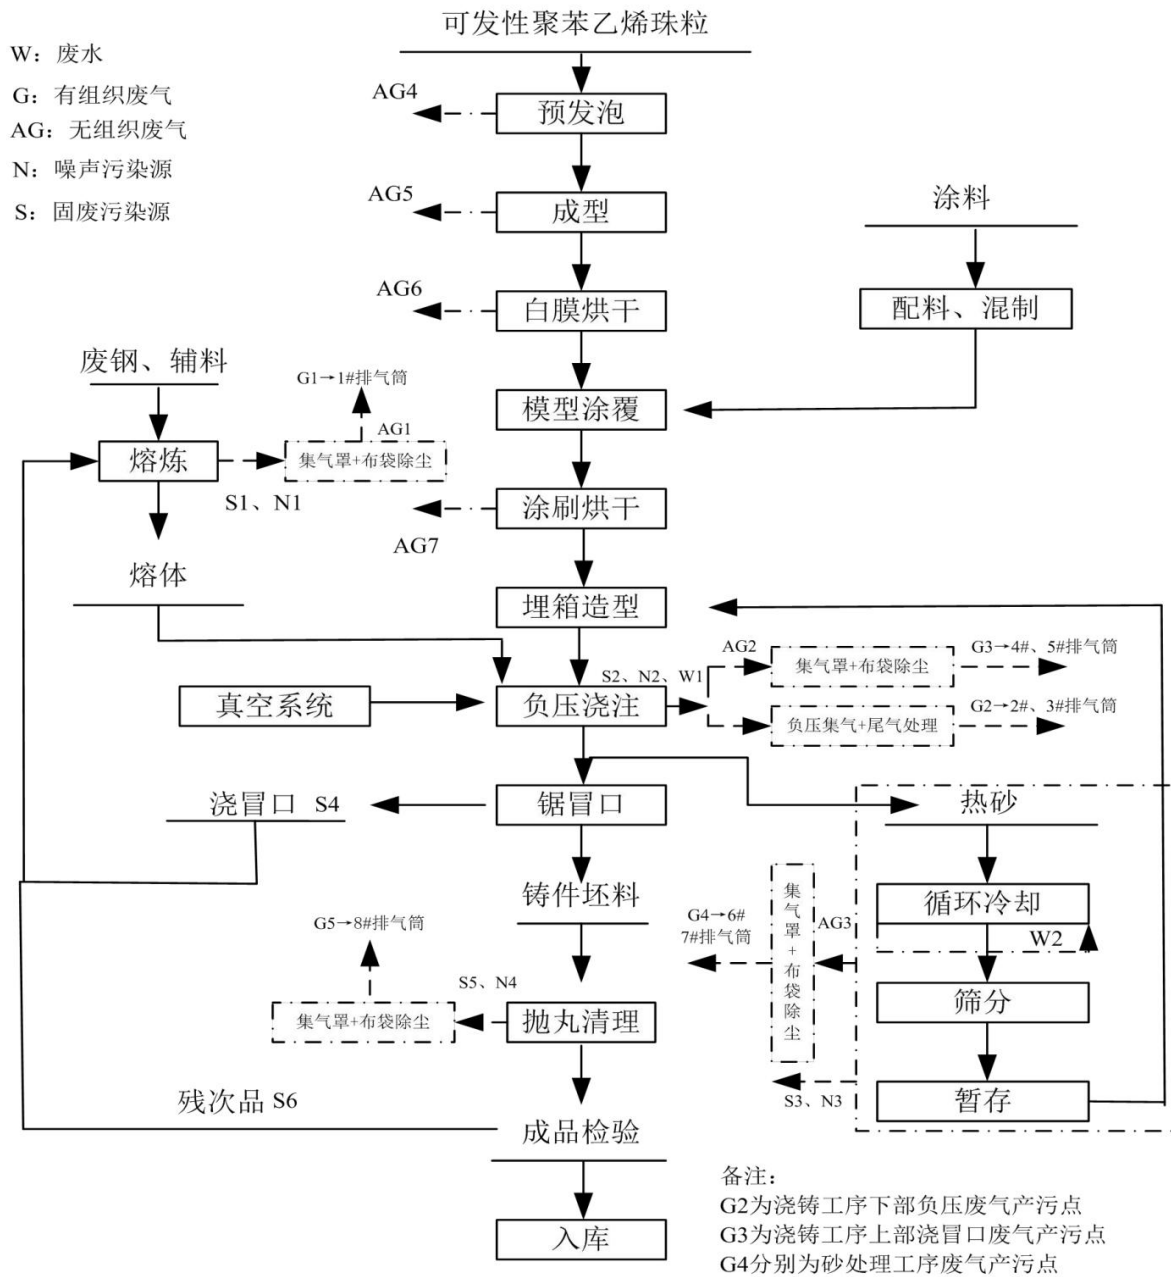 可发性聚苯乙烯珠粒
W：废水
G：有组织废气
AG：无组织废气
N：噪声污染源
S：固废污染源
AG4
预发泡
AG5
成型
涂料
AG6
白膜烘干
配料、混制
废钢、辅料
G1→1#排气筒
模型涂覆
AG1
熔炼
集气罩+布袋除尘
S1、N1
涂刷烘干
AG7
熔体
埋箱造型
AG2
集气罩+布袋除尘
G3→4#、5#排气筒
S2、N2、W1
真空系统
负压浇注
负压集气+尾气处理
G2→2#、3#排气筒
浇冒口 S4
锯冒口
热砂
铸件坯料
循环冷却
W2
G4→6#
7#排气筒
集气罩+布袋除尘
AG3
G5→8#排气筒
S5、N4
集气罩+布袋除尘
抛丸清理
筛分
S3、N3
暂存
残次品 S6
成品检验
入库
备注：
G2为浇铸工序下部负压废气产污点
G3为浇铸工序上部浇冒口废气产污点
G4分别为砂处理工序废气产污点